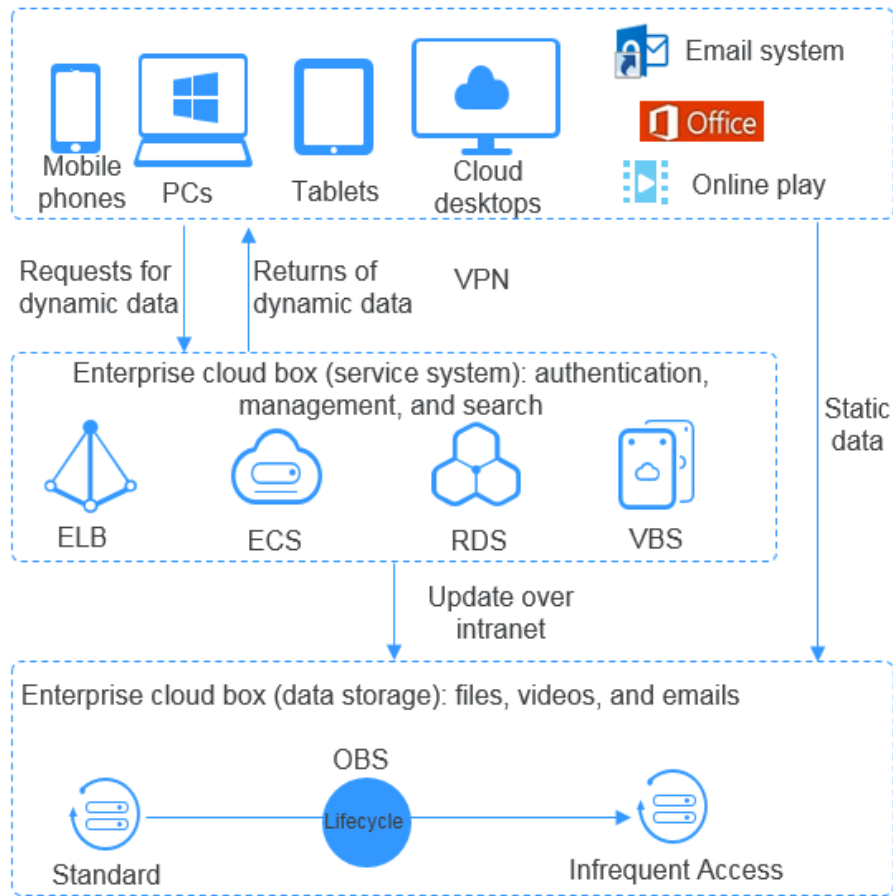 Email system
Office
Online play
Mobile
phones
PCs
Tablets
Cloud
desktops
Requests for
dynamic data
Returns of
dynamic data
VPN
Static
data
Enterprise cloud box (service system): authentication,
management, and search
ELB
ECS
RDS
VBS
Update over
intranet
Enterprise cloud box (data storage): files, videos, and emails
OBS
Lifecycle
Standard
Infrequent Access